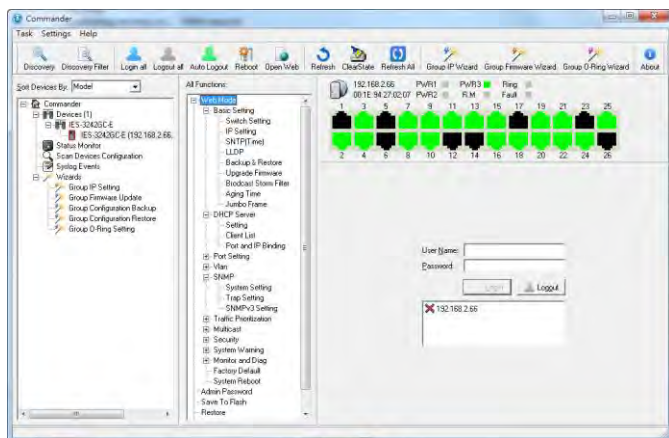 Commander
Task Settings Help
Discovery Discovery Filter Login all Logout all Auto Logout Reboot Open Web Refresh ClearState Refresh All Group IP Wizard Group Firmware Wizard Group O-Ring Wizard About
Sort Devices By: Model
Commander
Devices (1)
IES-3242GC-E
IES-3242GC-E (192.168.2.66.
Status Monitor
Scan Devices Configuration
Syslog Events
Wizards
Group IP Setting
Group Firmware Update
Group Configuration Backup
Group Configuration Restore
Group O-Ring Setting
All Functions:
Web Mode
Basic Setting
Switch Setting
IP Setting
SNTP(Time)
LLDP
Backup & Restore
Upgrade Firmware
Brodcast Storm Filter
Aging Time
Jumbo Frame
DHCP Server
Setting
Client List
Port and IP Binding
Port Setting
Vlan
SNMP
System Setting
Trap Setting
SNMPv3 Setting
Traffic Prioritization
Multicast
Security
System Warning
Monitor and Diag
Factory Default
System Reboot
Admin Password
Save To Flash
Restore
192.168.2.66 PWR1 PWR3 Ring
00:1E:94:27:02:07 PWR2 R.M. Fault
1 3 5 7 9 11 13 15 17 19 21 23 25
2 4 6 8 10 12 14 16 18 20 22 24 26
User Name:
Password:
Login Logout
192.168.2.66